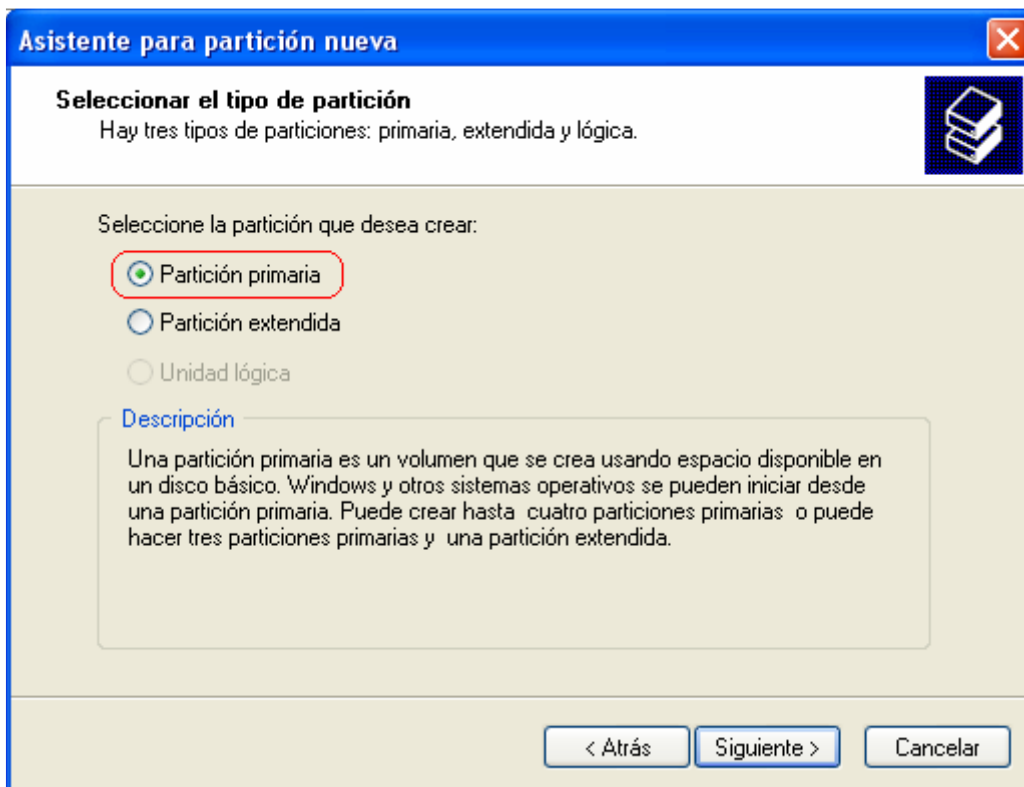 Asistente para partición nueva
Seleccionar el tipo de partición
Hay tres tipos de particiones: primaria, extendida y lógica.
Seleccione la partición que desea crear:
Partición primaria
Partición extendida
Unidad lógica
Descripción
Una partición primaria es un volumen que se crea usando espacio disponible en
un disco básico. Windows y otros sistemas operativos se pueden iniciar desde
una partición primaria. Puede crear hasta cuatro particiones primarias o puede
hacer tres particiones primarias y una partición extendida.
< Atrás
Siguiente >
Cancelar